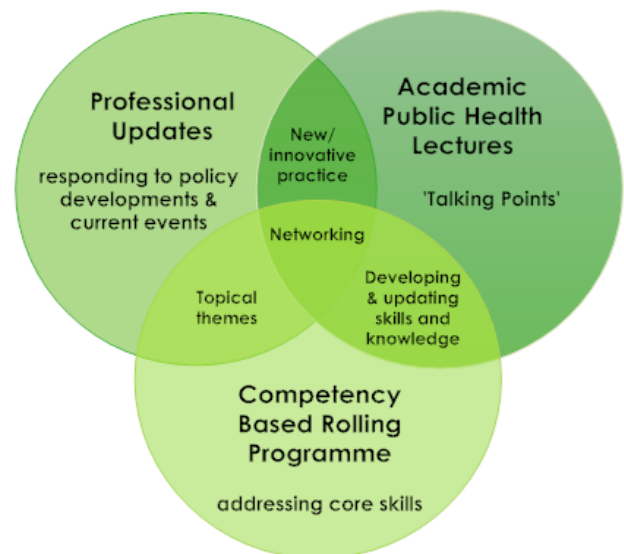 Professional
Updates
responding to policy
developments &
current events
New/
innovative
practice
Academic
Public Health
Lectures
'Talking Points'
Networking
Topical
themes
Developing
& updating
skills and
knowledge
Competency
Based Rolling
Programme
addressing core skills